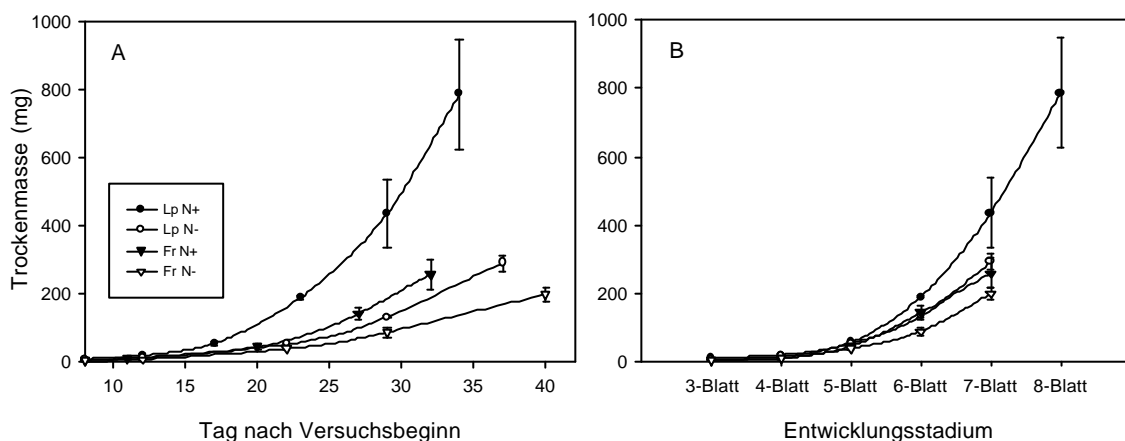 A
B
Trockenmasse (mg)
1000
800
600
400
200
0
Lp N+
Lp N-
Fr N+
Fr N-
10 15 20 25 30 35 40
Tag nach Versuchsbeginn
1000
800
600
400
200
0
3-Blatt 4-Blatt 5-Blatt 6-Blatt 7-Blatt 8-Blatt
Entwicklungsstadium